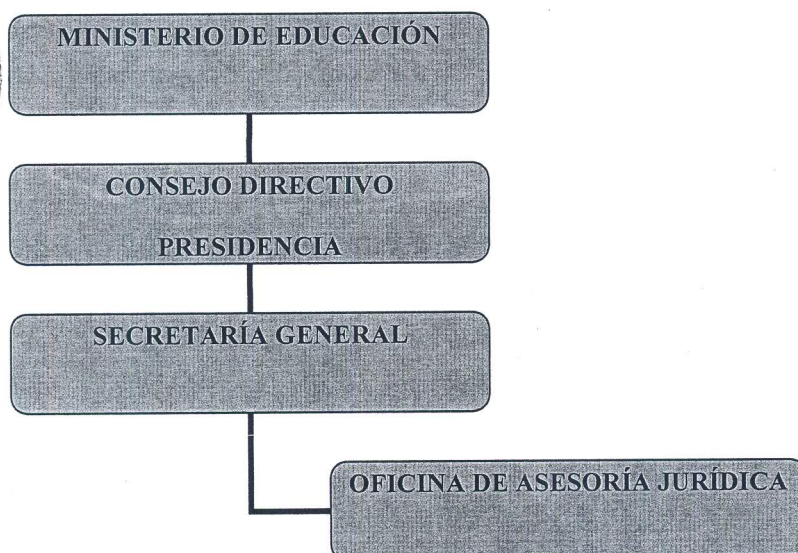 MINISTERIO DE EDUCACIÓN
CONSEJO DIRECTIVO
PRESIDENCIA
SECRETARÍA GENERAL
OFICINA DE ASESORÍA JURÍDICA